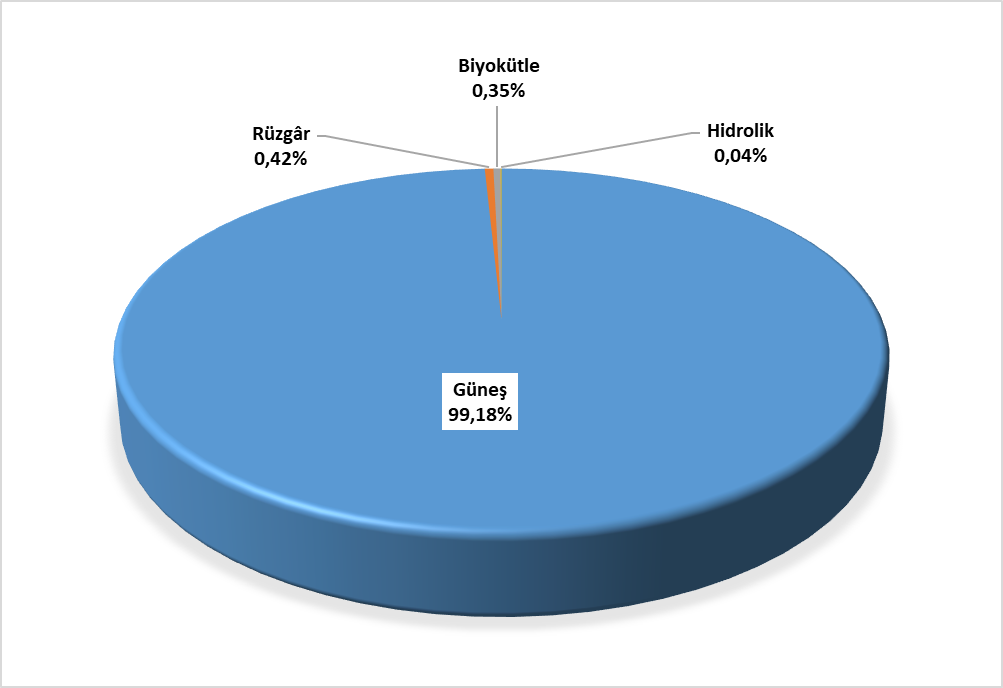 Biyokütle
0,35%
Rüzgâr
0,42%
Hidrolik
0,04%
Güneş
99,18%